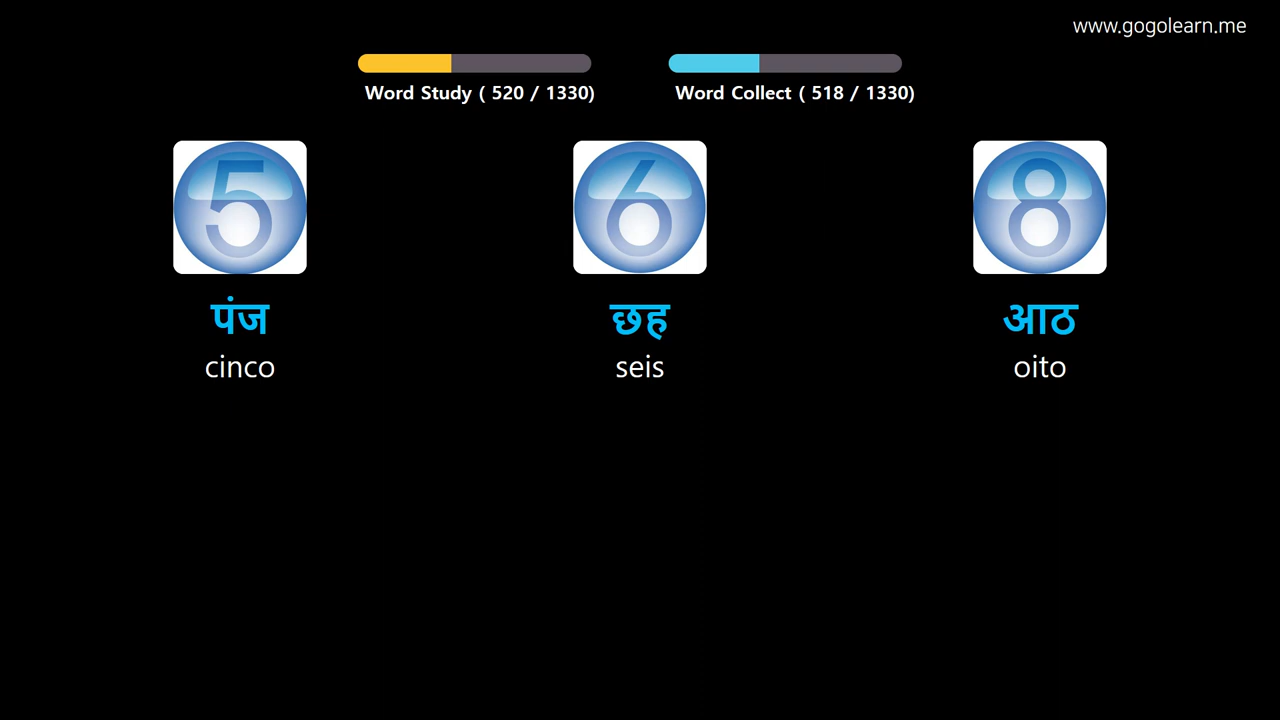 www.gogolearn.me
Word Study ( 520 / 1330)
Word Collect ( 518 / 1330)
5
6
8
पंज
छह
आठ
cinco
seis
oito